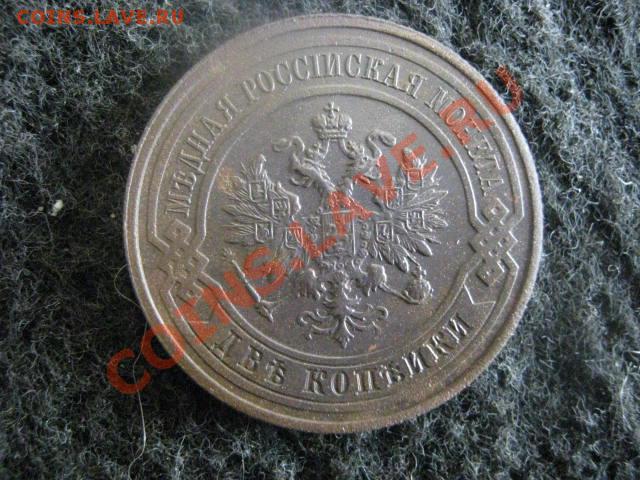 COINS.LAVE.RU
МѢДНАЯ РОССІЙСКАЯ МОНЕТА
ДВѢ КОПѢЙКИ
COINS.LAVE.RU